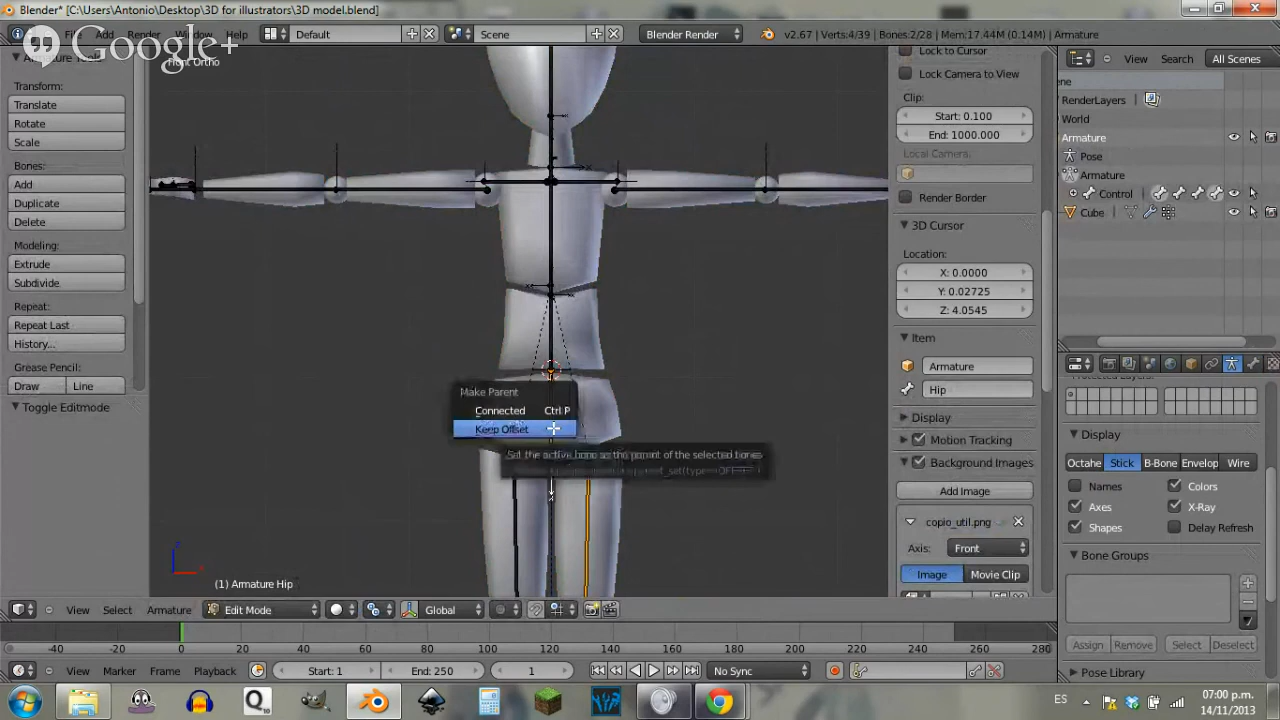 Blender* [C:\Users\Antonio\Desktop\3D for illustrators\3D model.blend]
Google+
File Add Render Window Help
Default
Scene
Blender Render
v2.67 | Verts:4/39 | Bones:2/28 | Mem:17.44M (0.14M) | Armature
Armature Tools
Front Ortho
Transform:
Translate
Rotate
Scale
Bones:
Add
Duplicate
Delete
Modeling:
Extrude
Subdivide
Repeat:
Repeat Last
History...
Grease Pencil:
Draw
Line
Toggle Editmode
Make Parent
Connected Ctrl P
Keep Offset
Set the active bone as the parent of the selected bones
(1) Armature Hip
Lock to Cursor
Lock Camera to View
Clip:
Start: 0.100
End: 1000.000
Local Camera:
Render Border
3D Cursor
Location:
X: 0.0000
Y: 0.02725
Z: 4.0545
Item
Armature
Hip
Display
Motion Tracking
Background Images
Add Image
copio_util.png
Axis:
Front
Image
Movie Clip
View
Search
All Scenes
ne
RenderLayers
World
Armature
Pose
Armature
Control
Cube
Display
Octahe
Stick
B-Bone
Envelop
Wire
Names
Colors
Axes
X-Ray
Shapes
Delay Refresh
Bone Groups
Assign
Remove
Select
Deselect
Pose Library
View
Select
Armature
Edit Mode
Global
-40 -20 0 20 40 60 80 100 120 140 160 180 200 220 240 260 280
View
Marker
Frame
Playback
Start: 1
End: 250
1
No Sync
ES
07:00 p.m.
14/11/2013